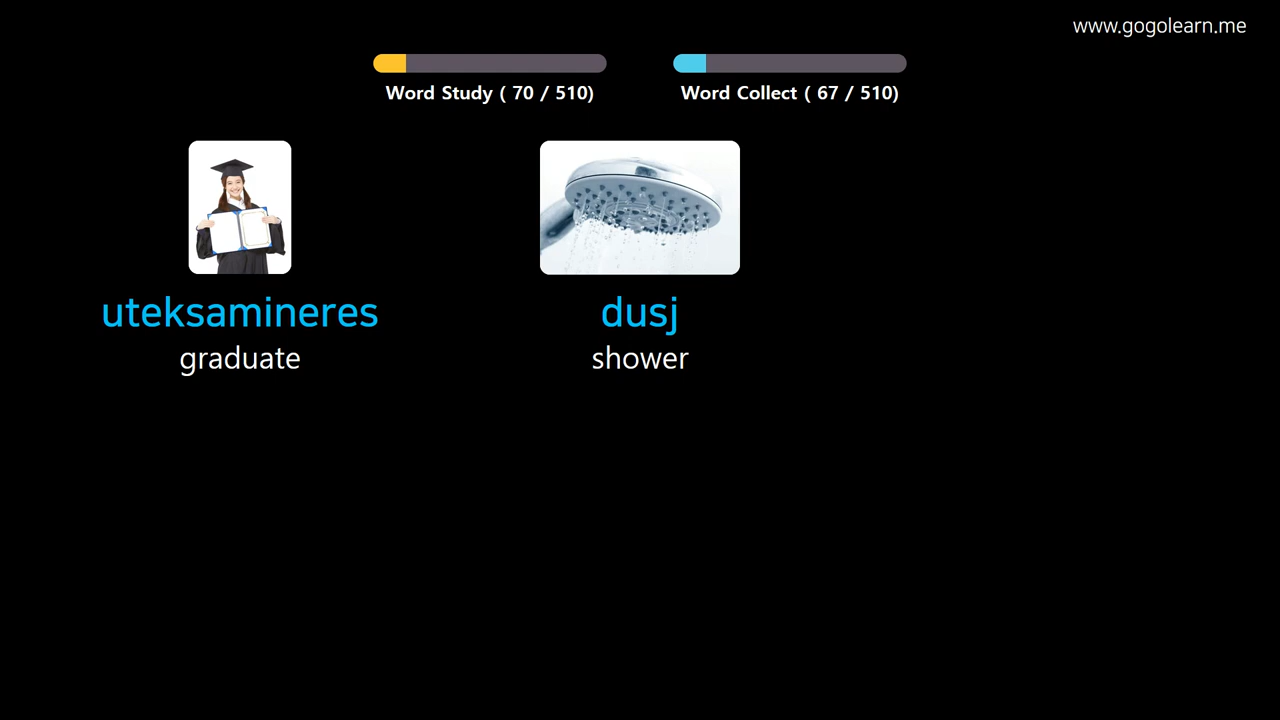 www.gogolearn.me
Word Study ( 70 / 510)
Word Collect ( 67 / 510)
uteksamineres
graduate
dusj
shower